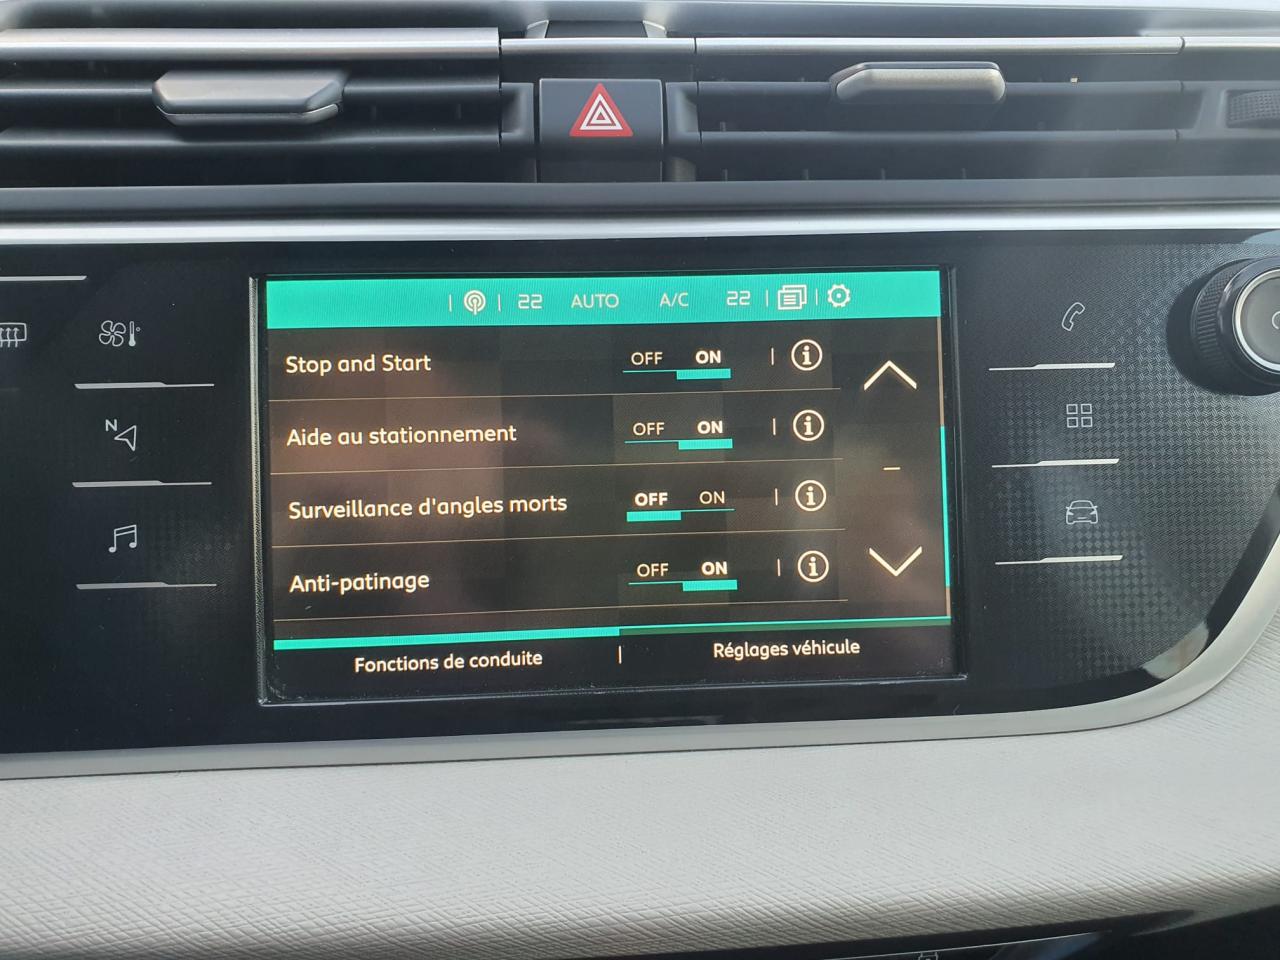 22 AUTO A/C 22
Stop and Start OFF ON
Aide au stationnement OFF ON
Surveillance d'angles morts OFF ON
Anti-patinage OFF ON
Fonctions de conduite | Réglages véhicule
N